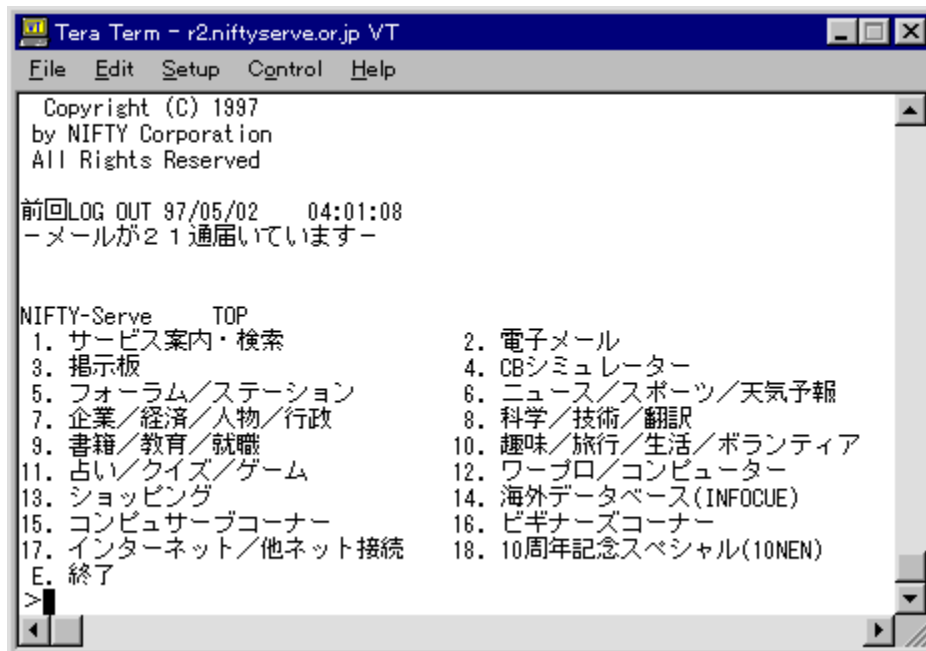 Tera Term - r2.niftyserve.or.jp VT
File Edit Setup Control Help
Copyright (C) 1997
by NIFTY Corporation
All Rights Reserved
前回LOG OUT 97/05/02 04:01:08
－メールが２１通届いています－
NIFTY-Serve TOP
1. サービス案内・検索 2. 電子メール
3. 掲示板 4. CBシミュレーター
5. フォーラム／ステーション 6. ニュース／スポーツ／天気予報
7. 企業／経済／人物／行政 8. 科学／技術／翻訳
9. 書籍／教育／就職 10. 趣味／旅行／生活／ボランティア
11. 占い／クイズ／ゲーム 12. ワープロ／コンピューター
13. ショッピング 14. 海外データベース(INFOCUE)
15. コンピュサーブコーナー 16. ビギナーズコーナー
17. インターネット／他ネット接続 18. 10周年記念スペシャル(10NEN)
E. 終了
>